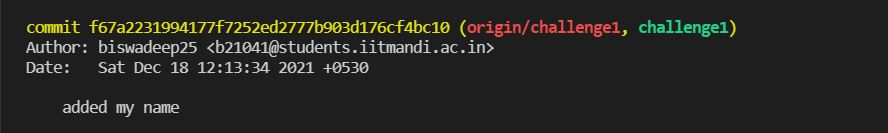 commit f67a2231994177f7252ed2777b903d176cf4bc10 (origin/challenge1, challenge1)
Author: biswadeep25 <b21041@students.iitmandi.ac.in>
Date:   Sat Dec 18 12:13:34 2021 +0530
added my name